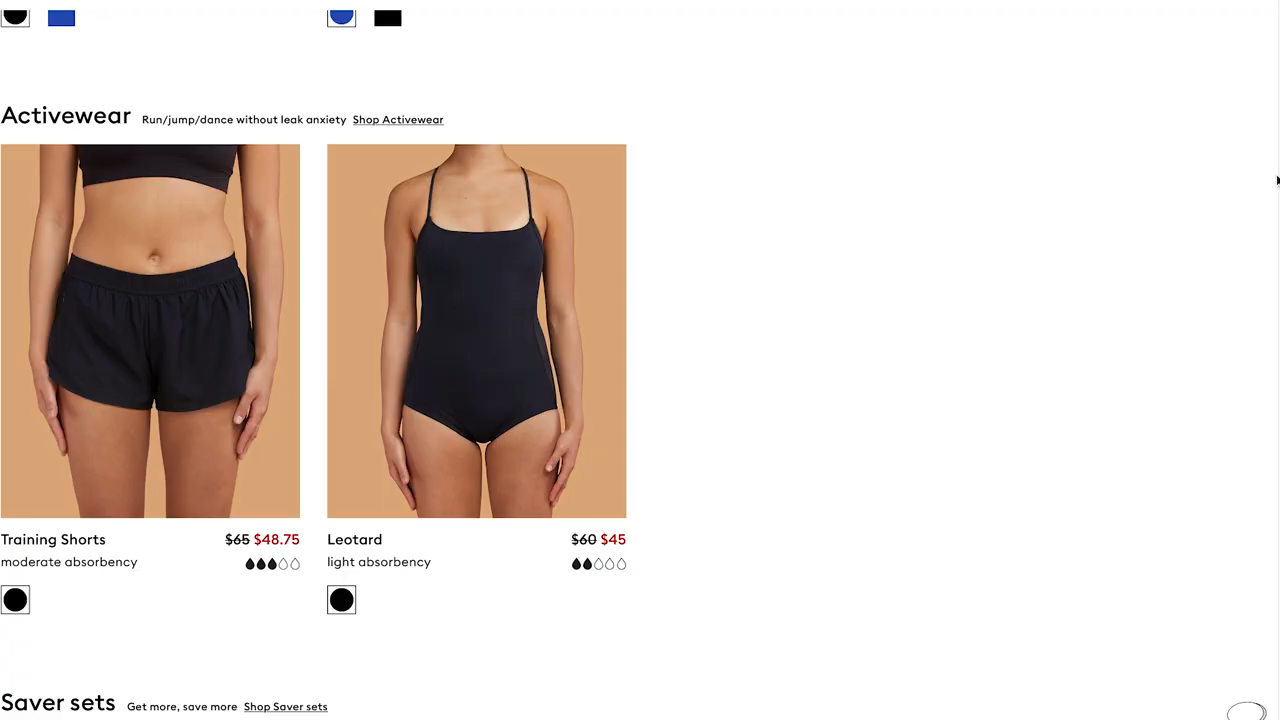 Activewear Run/jump/dance without leak anxiety Shop Activewear
Training Shorts $65 $48.75
moderate absorbency
Leotard $60 $45
light absorbency
Saver sets Get more, save more Shop Saver sets